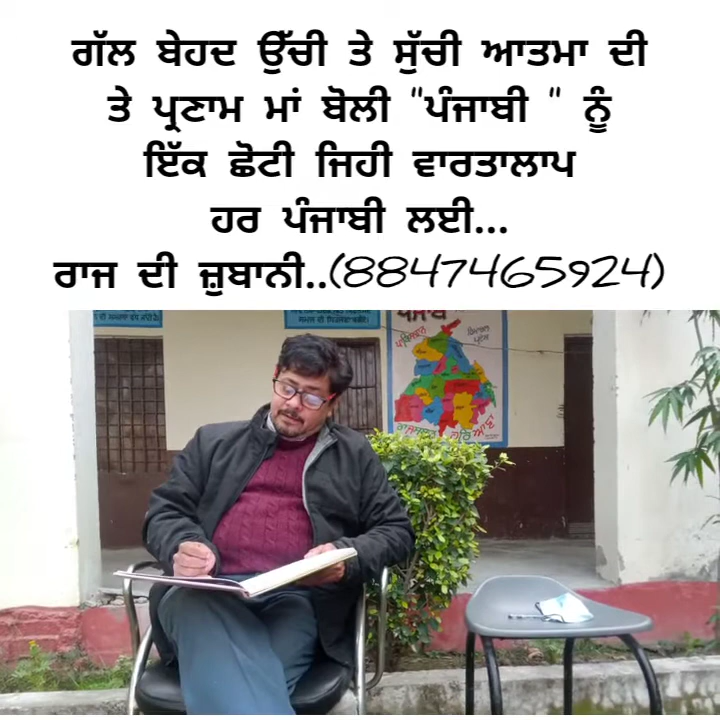 ਗੱਲ ਬੇਹਦ ਉੱਚੀ ਤੇ ਸੁੱਚੀ ਆਤਮਾ ਦੀ
ਤੇ ਪ੍ਰਣਾਮ ਮਾਂ ਬੋਲੀ "ਪੰਜਾਬੀ " ਨੂੰ
ਇੱਕ ਛੋਟੀ ਜਿਹੀ ਵਾਰਤਾਲਾਪ
ਹਰ ਪੰਜਾਬੀ ਲਈ...
ਰਾਜ ਦੀ ਜ਼ੁਬਾਨੀ..(8847465924)
ਪੰਜਾਬ